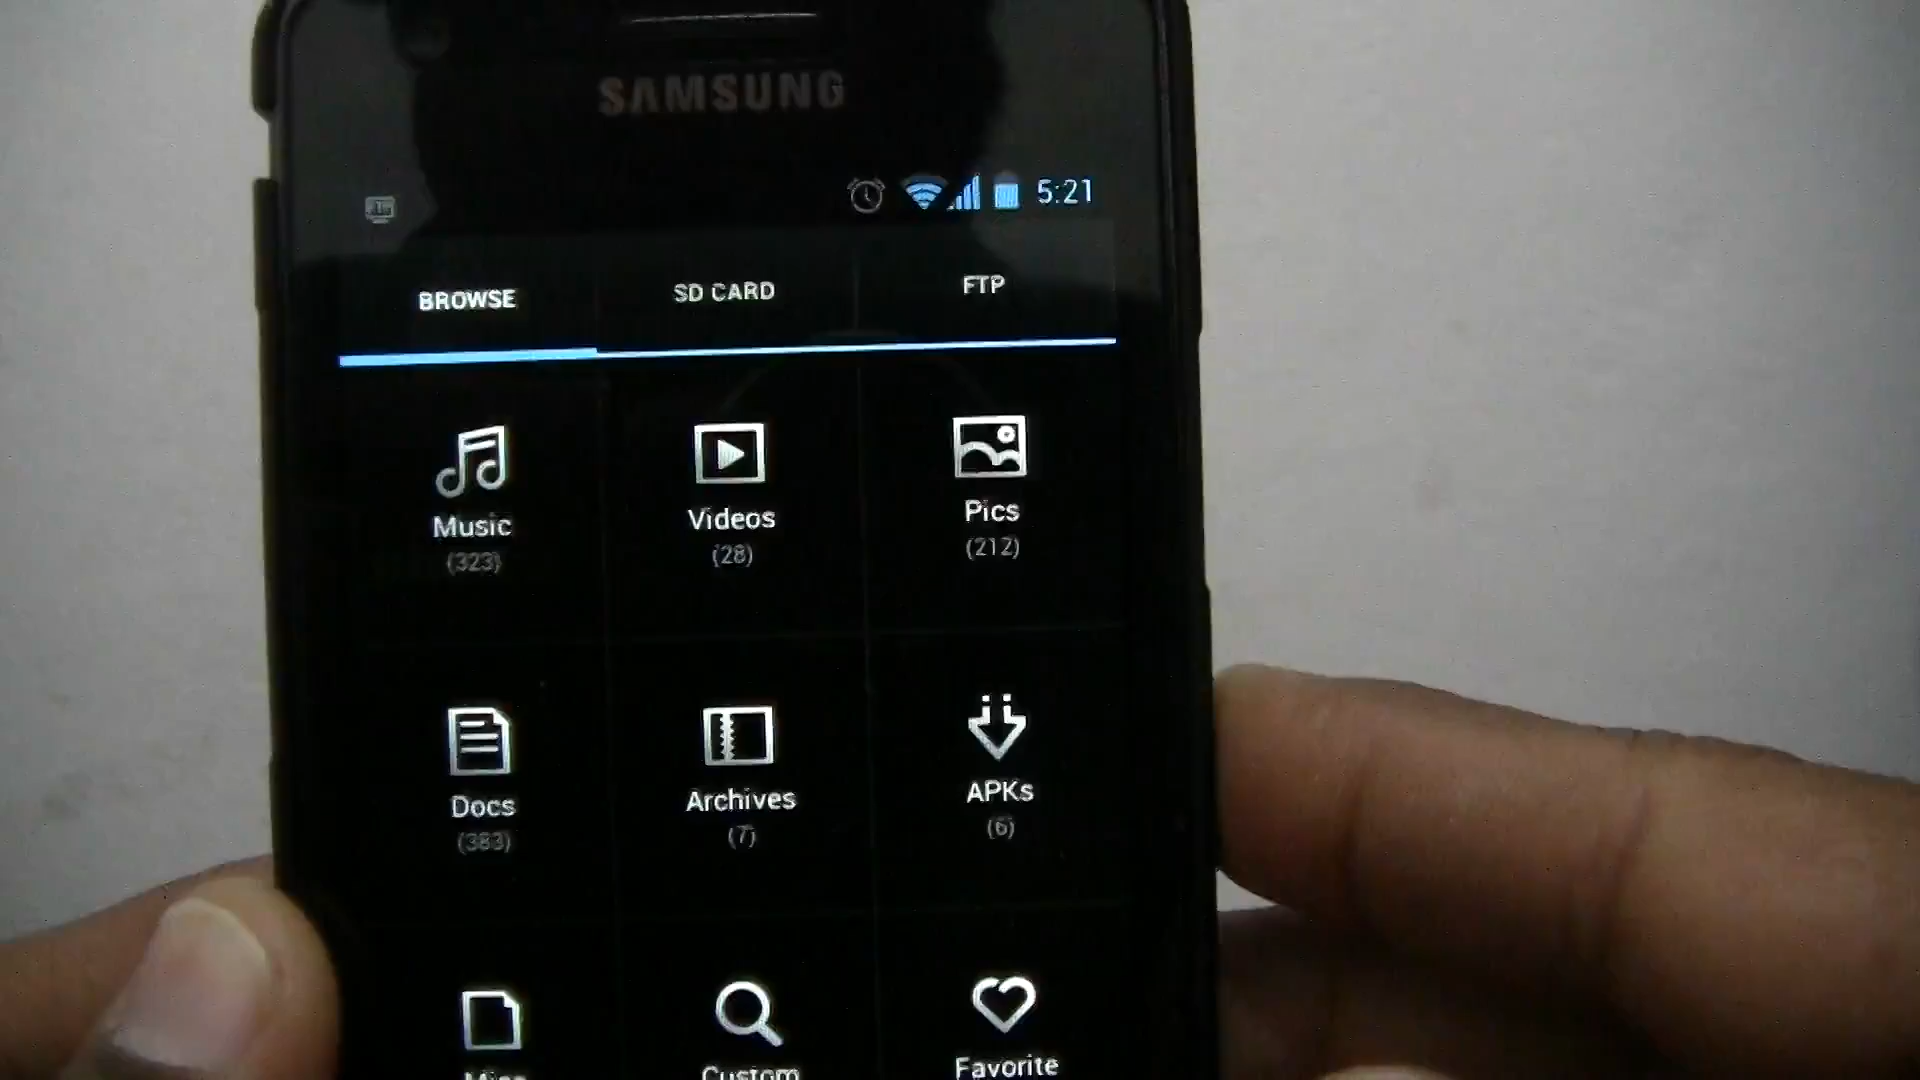 SAMSUNG
5:21
BROWSE
SD CARD
FTP
Music
(323)
Videos
(28)
Pics
(212)
Docs
(383)
Archives
(7)
APKs
(6)
Custom
Favorite